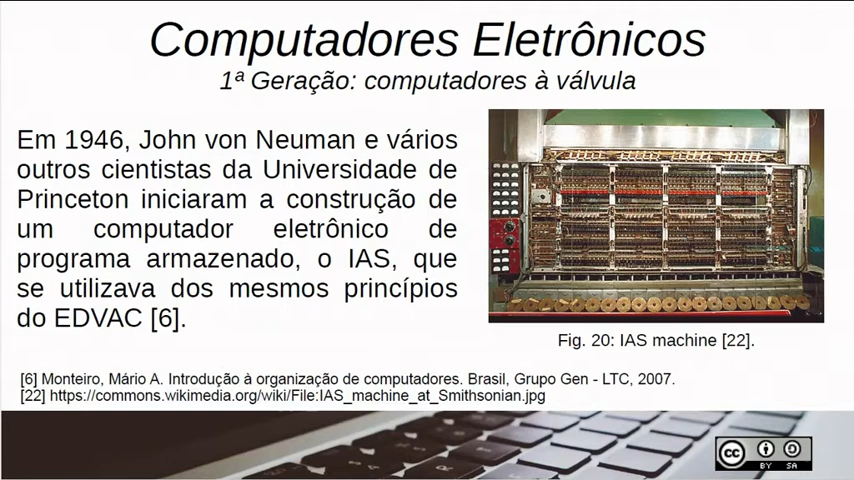 Computadores Eletrônicos
1ª Geração: computadores à válvula
Em 1946, John von Neuman e vários
outros cientistas da Universidade de
Princeton iniciaram a construção de
um computador eletrônico de
programa armazenado, o IAS, que
se utilizava dos mesmos princípios
do EDVAC [6].
Fig. 20: IAS machine [22].
[6] Monteiro, Mário A. Introdução à organização de computadores. Brasil, Grupo Gen - LTC, 2007.
[22] https://commons.wikimedia.org/wiki/File:IAS_machine_at_Smithsonian.jpg
cc BY SA